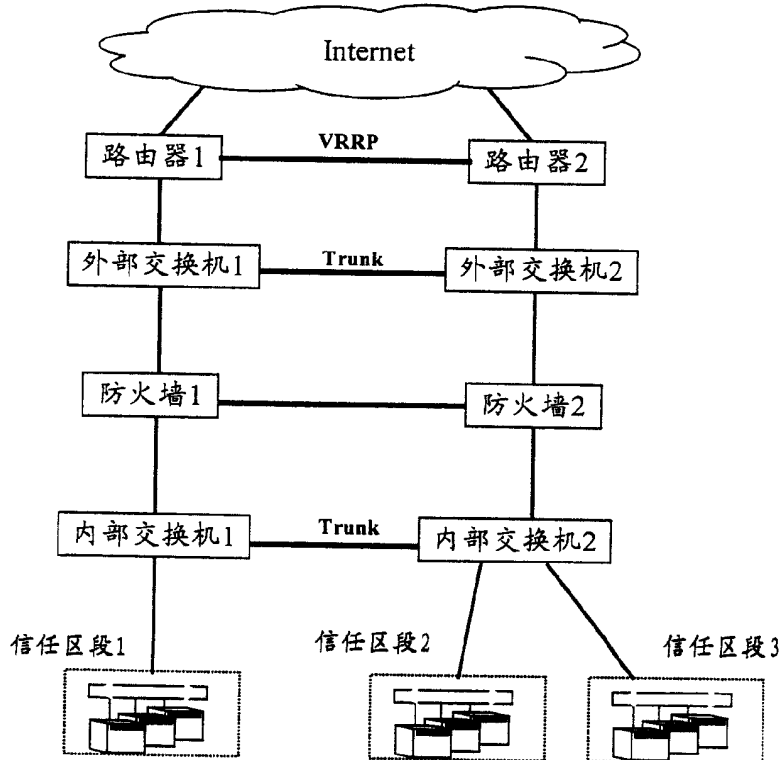 Internet
路由器1
VRRP
路由器2
外部交换机1
Trunk
外部交换机2
防火墙1
防火墙2
内部交换机1
Trunk
内部交换机2
信任区段1
信任区段2
信任区段3